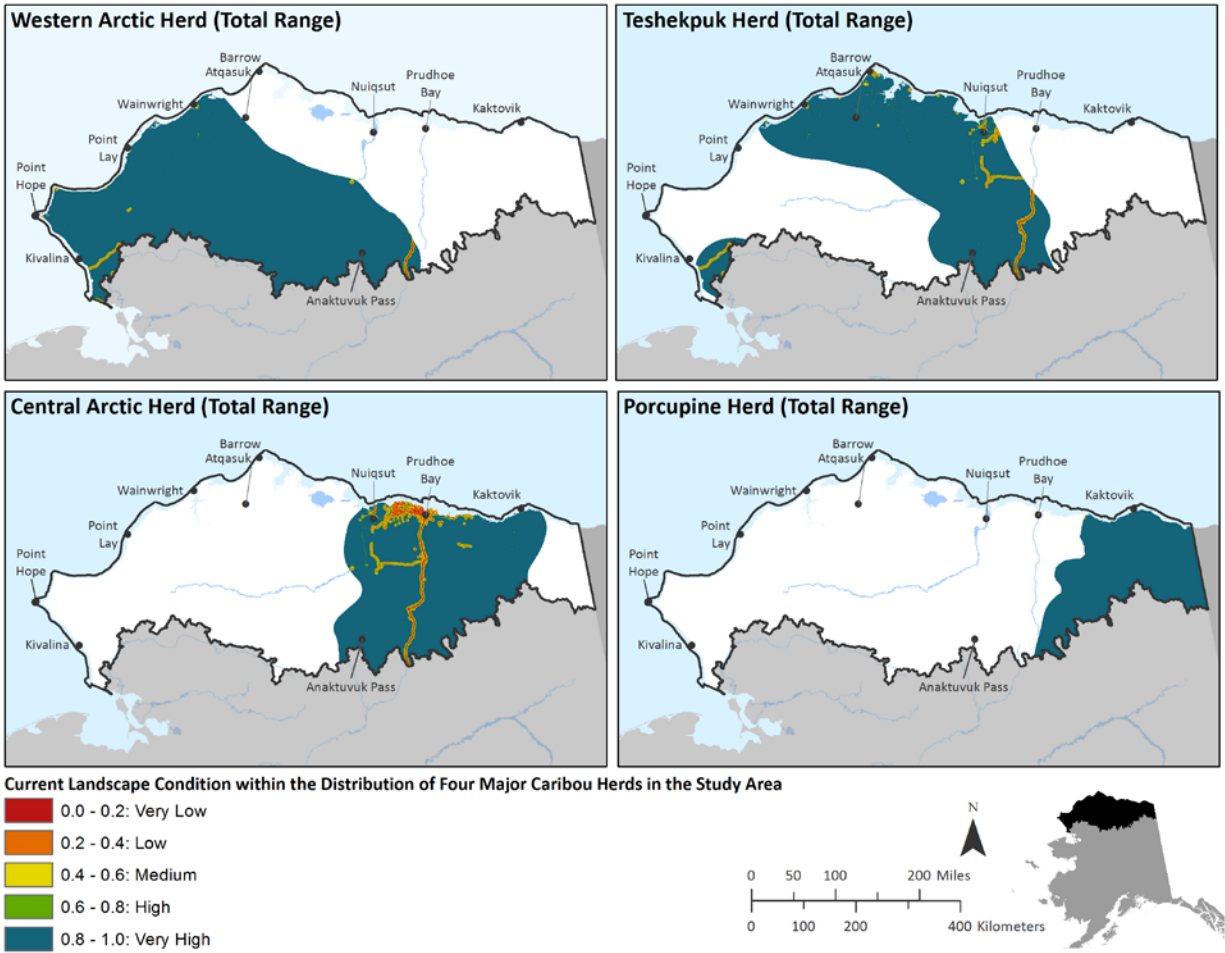 Western Arctic Herd (Total Range)
Barrow
Atqasuk
Wainwright
Nuiqsut
Prudhoe
Bay
Kaktovik
Point
Lay
Point
Hope
Kivalina
Anaktuvuk Pass
Teshekpuk Herd (Total Range)
Barrow
Atqasuk
Wainwright
Nuiqsut
Prudhoe
Bay
Kaktovik
Point
Lay
Point
Hope
Kivalina
Anaktuvuk Pass
Central Arctic Herd (Total Range)
Barrow
Atqasuk
Wainwright
Nuiqsut
Prudhoe
Bay
Kaktovik
Point
Lay
Point
Hope
Kivalina
Anaktuvuk Pass
Porcupine Herd (Total Range)
Barrow
Atqasuk
Wainwright
Nuiqsut
Prudhoe
Bay
Kaktovik
Point
Lay
Point
Hope
Kivalina
Anaktuvuk Pass
Current Landscape Condition within the Distribution of Four Major Caribou Herds in the Study Area
0.0 - 0.2: Very Low
0.2 - 0.4: Low
0.4 - 0.6: Medium
0.6 - 0.8: High
0.8 - 1.0: Very High
N
0 50 100 200 Miles
0 100 200 400 Kilometers